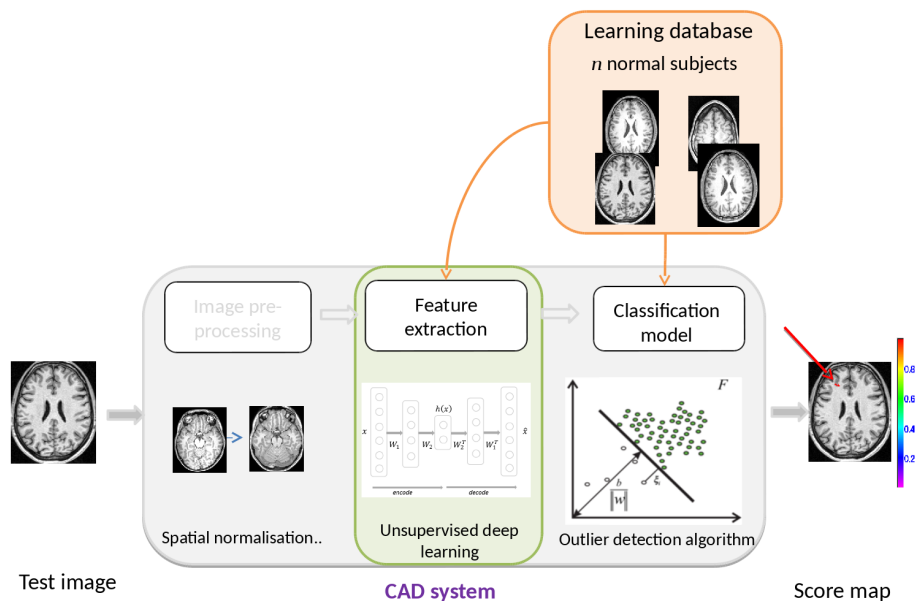 Learning database
n normal subjects
Image pre-
processing
Feature
extraction
Classification
model
0.8
0.6
0.4
0.2
F
h(x)
x
W₁
W₂
W₂ᵀ
W₁ᵀ
x̂
encode
decode
b
‖w‖
ξᵢ
Spatial normalisation..
Unsupervised deep
learning
Outlier detection algorithm
Test image
CAD system
Score map